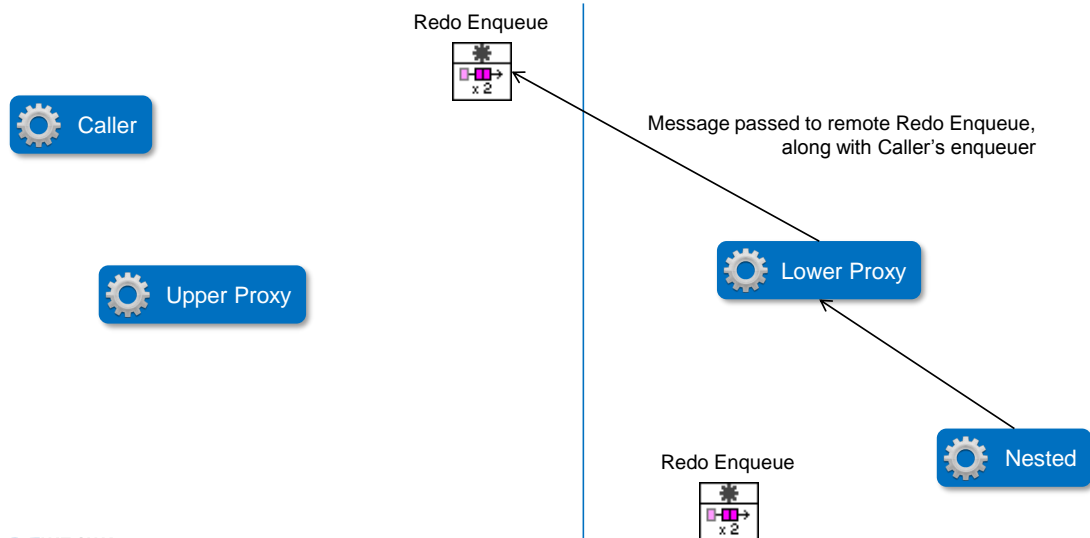 Redo Enqueue
x 2
Caller
Message passed to remote Redo Enqueue,
along with Caller's enqueuer
Lower Proxy
Upper Proxy
Nested
Redo Enqueue
x 2